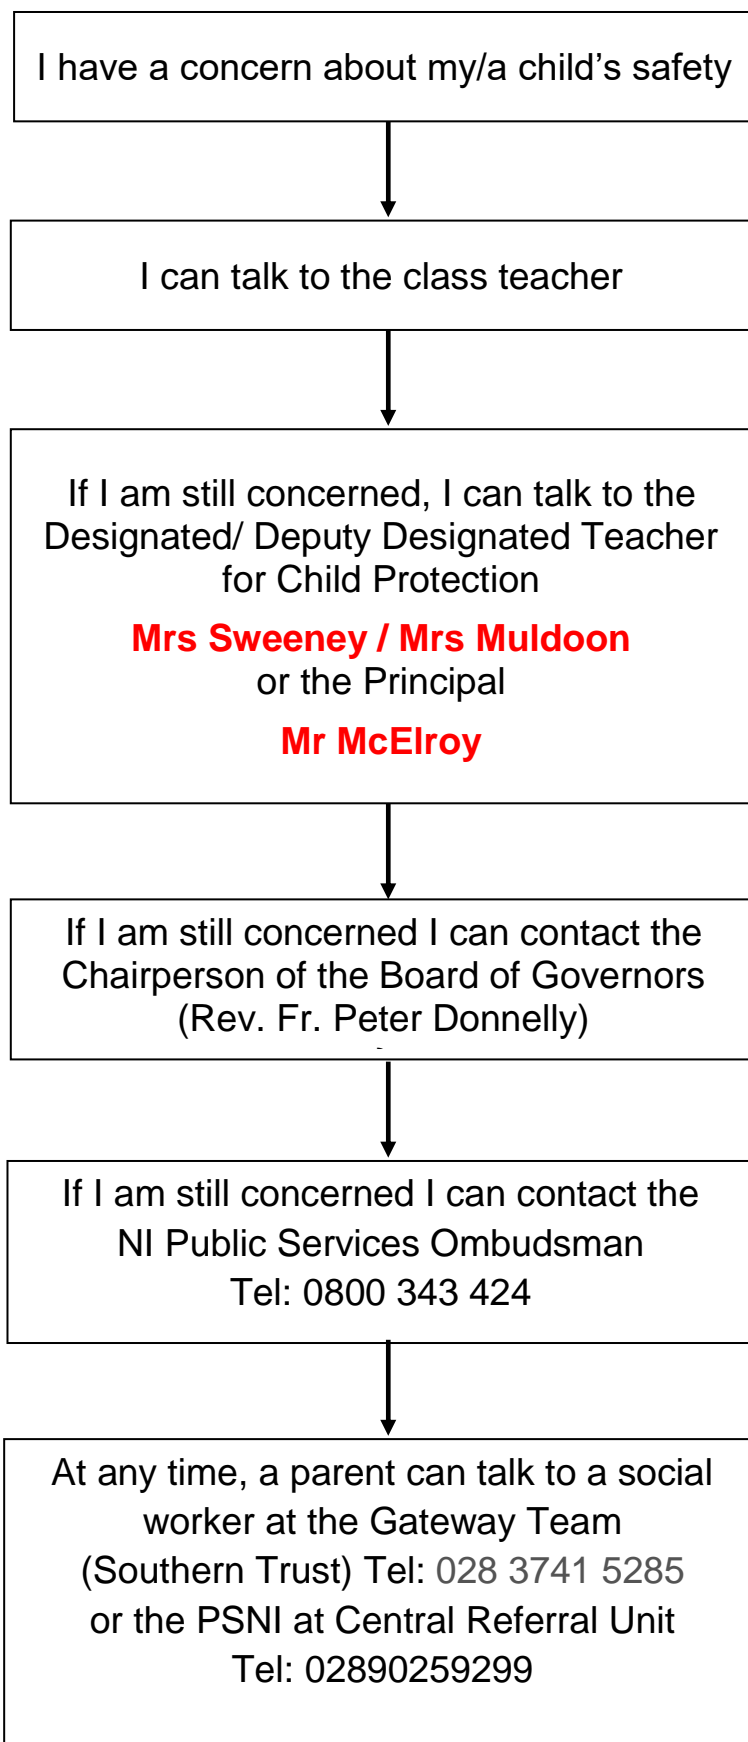 I have a concern about my/a child’s safety
I can talk to the class teacher
If I am still concerned, I can talk to the
Designated/ Deputy Designated Teacher
for Child Protection
Mrs Sweeney / Mrs Muldoon
or the Principal
Mr McElroy
If I am still concerned I can contact the
Chairperson of the Board of Governors
(Rev. Fr. Peter Donnelly)
If I am still concerned I can contact the
NI Public Services Ombudsman
Tel: 0800 343 424
At any time, a parent can talk to a social
worker at the Gateway Team
(Southern Trust) Tel: 028 3741 5285
or the PSNI at Central Referral Unit
Tel: 02890259299